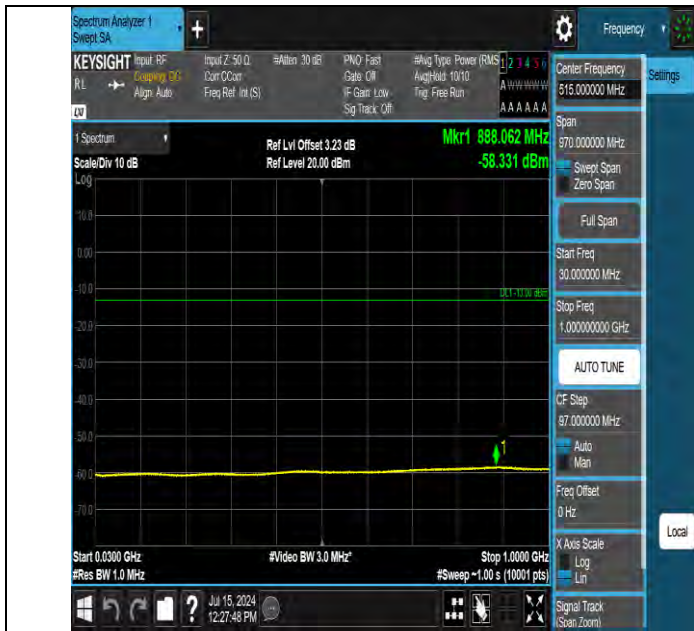 Spectrum Analyzer 1
Swept SA
+
Frequency
KEYSIGHT
RL
LXI
Input: RF
Coupling: DC
Align: Auto
Input Z: 50 Ω
Corr CCorr
Freq Ref: Int (S)
#Atten: 30 dB
PNO: Fast
Gate: Off
IF Gain: Low
Sig Track: Off
#Avg Type: Power (RMS
Avg|Hold: 10/10
Trig: Free Run
1 2 3 4 5 6
A W W W W W
A A A A A A
Center Frequency
515.000000 MHz
Settings
1 Spectrum
Scale/Div 10 dB
Log
Ref Lvl Offset 3.23 dB
Ref Level 20.00 dBm
Mkr1 888.062 MHz
-58.331 dBm
Span
970.000000 MHz
Swept Span
Zero Span
Full Span
Start Freq
30.000000 MHz
Stop Freq
1.000000000 GHz
AUTO TUNE
CF Step
97.000000 MHz
Auto
Man
Freq Offset
0 Hz
X Axis Scale
Log
Lin
Signal Track
(Span Zoom)
Local
10.0
0.00
-10.0
DL1 -13.00 dBm
-20.0
-30.0
-40.0
-50.0
1
-60.0
-70.0
Start 0.0300 GHz
#Res BW 1.0 MHz
#Video BW 3.0 MHz*
Stop 1.0000 GHz
#Sweep ~1.00 s (10001 pts)
?
Jul 15, 2024
12:27:48 PM